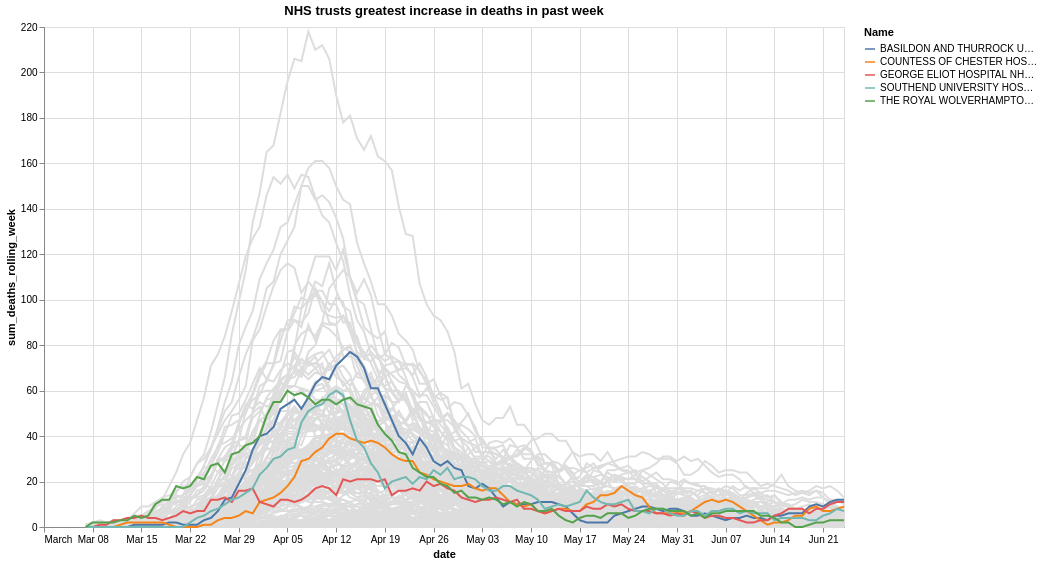 NHS trusts greatest increase in deaths in past week
220
200
180
160
140
120
100
80
60
40
20
0
sum_deaths_rolling_week
March Mar 08 Mar 15 Mar 22 Mar 29 Apr 05 Apr 12 Apr 19 Apr 26 May 03 May 10 May 17 May 24 May 31 Jun 07 Jun 14 Jun 21
date
Name
BASILDON AND THURROCK U…
COUNTESS OF CHESTER HOS…
GEORGE ELIOT HOSPITAL NH…
SOUTHEND UNIVERSITY HOS…
THE ROYAL WOLVERHAMPTO…